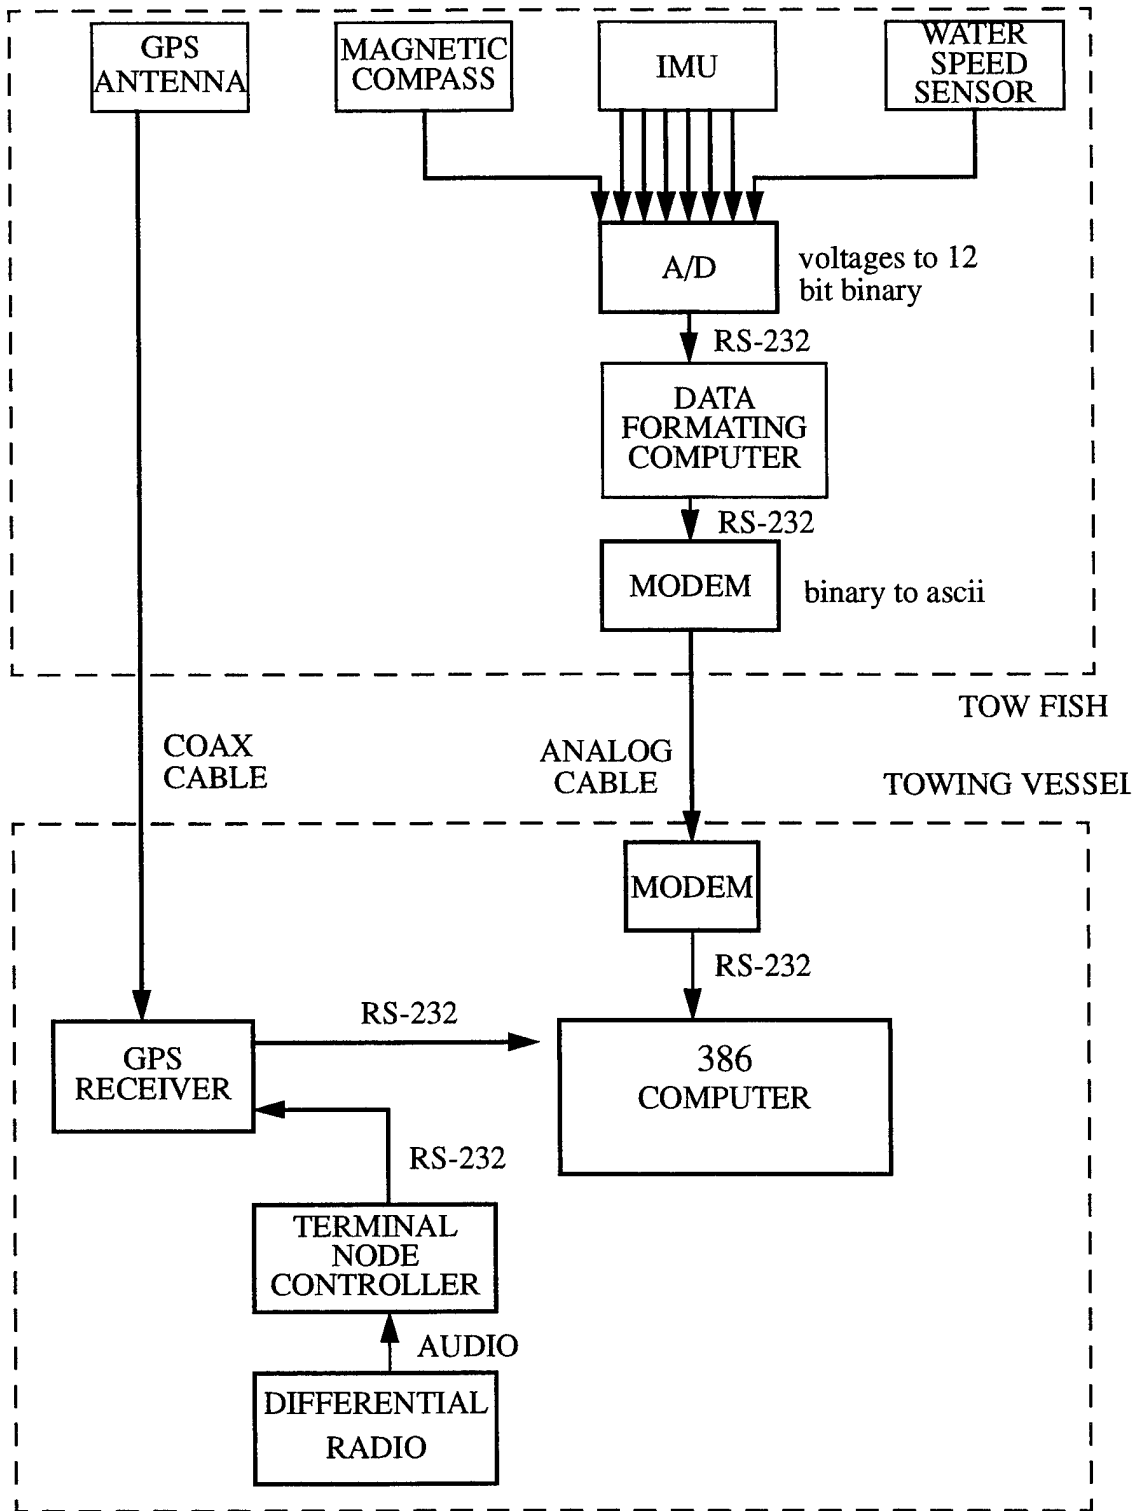 GPS
ANTENNA
MAGNETIC
COMPASS
IMU
WATER
SPEED
SENSOR
A/D
voltages to 12
bit binary
RS-232
DATA
FORMATING
COMPUTER
RS-232
MODEM
binary to ascii
TOW FISH
COAX
CABLE
ANALOG
CABLE
TOWING VESSEL
MODEM
RS-232
RS-232
GPS
RECEIVER
386
COMPUTER
RS-232
TERMINAL
NODE
CONTROLLER
AUDIO
DIFFERENTIAL
RADIO